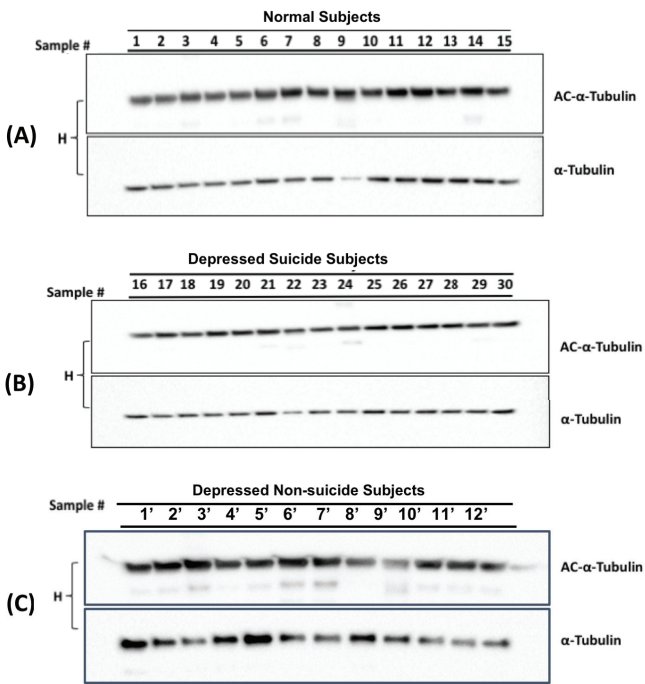 Normal Subjects
Sample # 1 2 3 4 5 6 7 8 9 10 11 12 13 14 15
AC-α-Tubulin
(A) H
α-Tubulin
Depressed Suicide Subjects
Sample # 16 17 18 19 20 21 22 23 24 25 26 27 28 29 30
AC-α-Tubulin
(B) H
α-Tubulin
Depressed Non-suicide Subjects
Sample # 1’ 2’ 3’ 4’ 5’ 6’ 7’ 8’ 9’ 10’ 11’ 12’
AC-α-Tubulin
(C) H
α-Tubulin